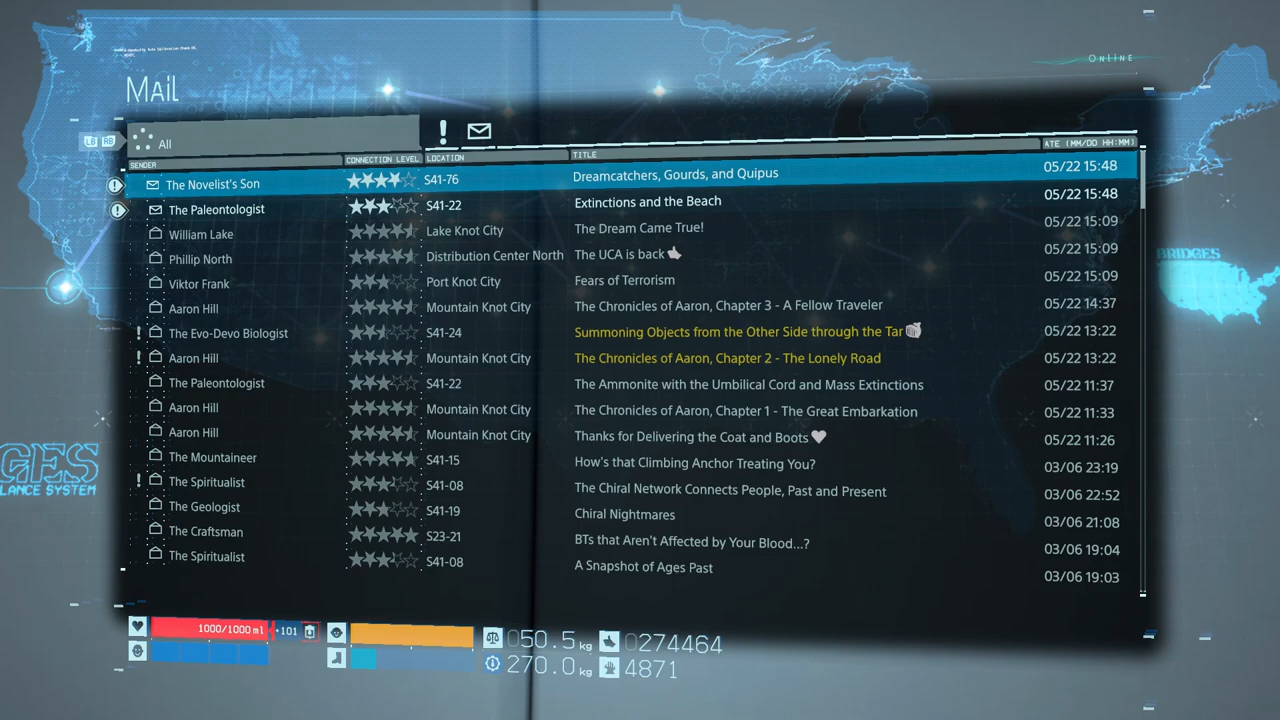 Online
Mail
LB RB All
SENDER CONNECTION LEVEL LOCATION TITLE ATE (MM/DD HH:MM)
The Novelist's Son S41-76 Dreamcatchers, Gourds, and Quipus 05/22 15:48
The Paleontologist S41-22 Extinctions and the Beach 05/22 15:48
William Lake Lake Knot City The Dream Came True! 05/22 15:09
Phillip North Distribution Center North The UCA is back 05/22 15:09
Viktor Frank Port Knot City Fears of Terrorism 05/22 15:09
Aaron Hill Mountain Knot City The Chronicles of Aaron, Chapter 3 - A Fellow Traveler 05/22 14:37
! The Evo-Devo Biologist S41-24 Summoning Objects from the Other Side through the Tar 05/22 13:22
! Aaron Hill Mountain Knot City The Chronicles of Aaron, Chapter 2 - The Lonely Road 05/22 13:22
The Paleontologist S41-22 The Ammonite with the Umbilical Cord and Mass Extinctions 05/22 11:37
Aaron Hill Mountain Knot City The Chronicles of Aaron, Chapter 1 - The Great Embarkation 05/22 11:33
Aaron Hill Mountain Knot City Thanks for Delivering the Coat and Boots 05/22 11:26
The Mountaineer S41-15 How's that Climbing Anchor Treating You? 03/06 23:19
! The Spiritualist S41-08 The Chiral Network Connects People, Past and Present 03/06 22:52
The Geologist S41-19 Chiral Nightmares 03/06 21:08
The Craftsman S23-21 BTs that Aren't Affected by Your Blood...? 03/06 19:04
The Spiritualist S41-08 A Snapshot of Ages Past 03/06 19:03
BRIDGES
GES
LANCE SYSTEM
1000/1000 ml •101 050.5 kg 0274464
270.0 kg 4871